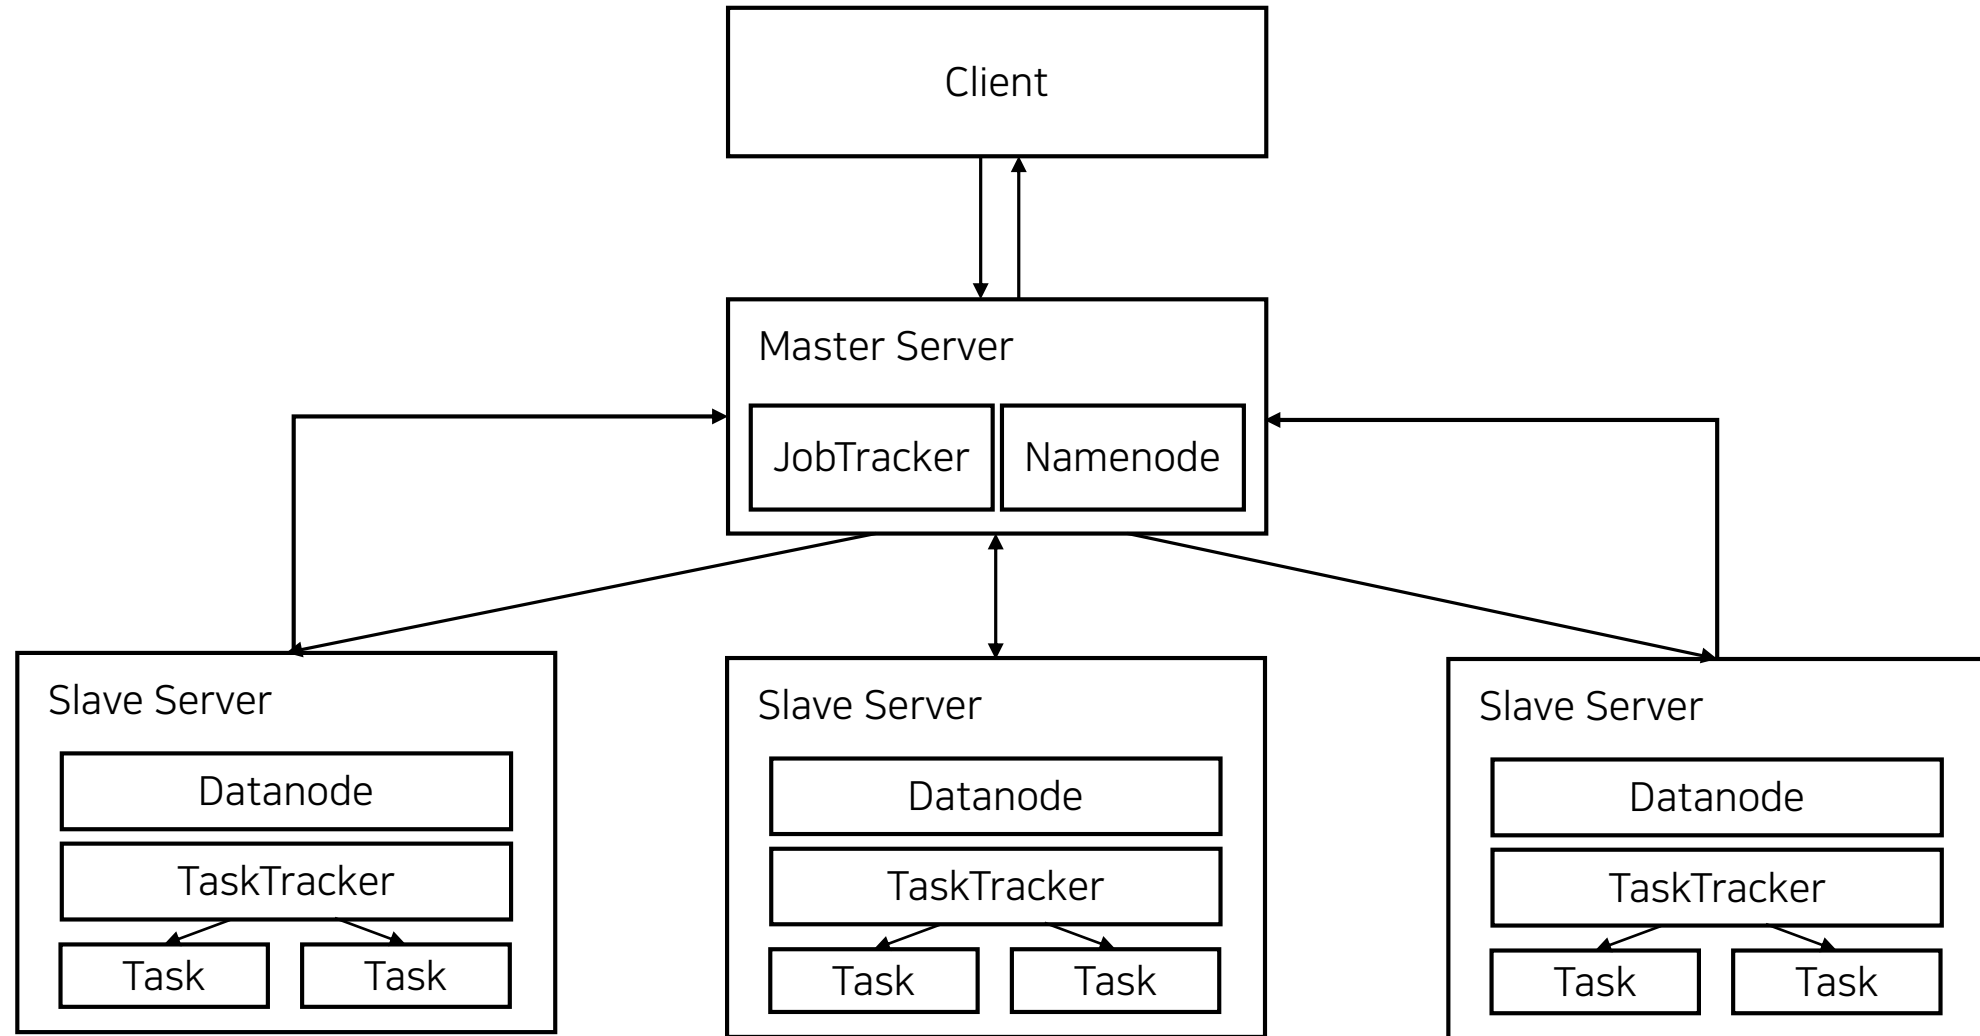 Client
Master Server
JobTracker
Namenode
Slave Server
Datanode
TaskTracker
Task
Task
Slave Server
Datanode
TaskTracker
Task
Task
Slave Server
Datanode
TaskTracker
Task
Task